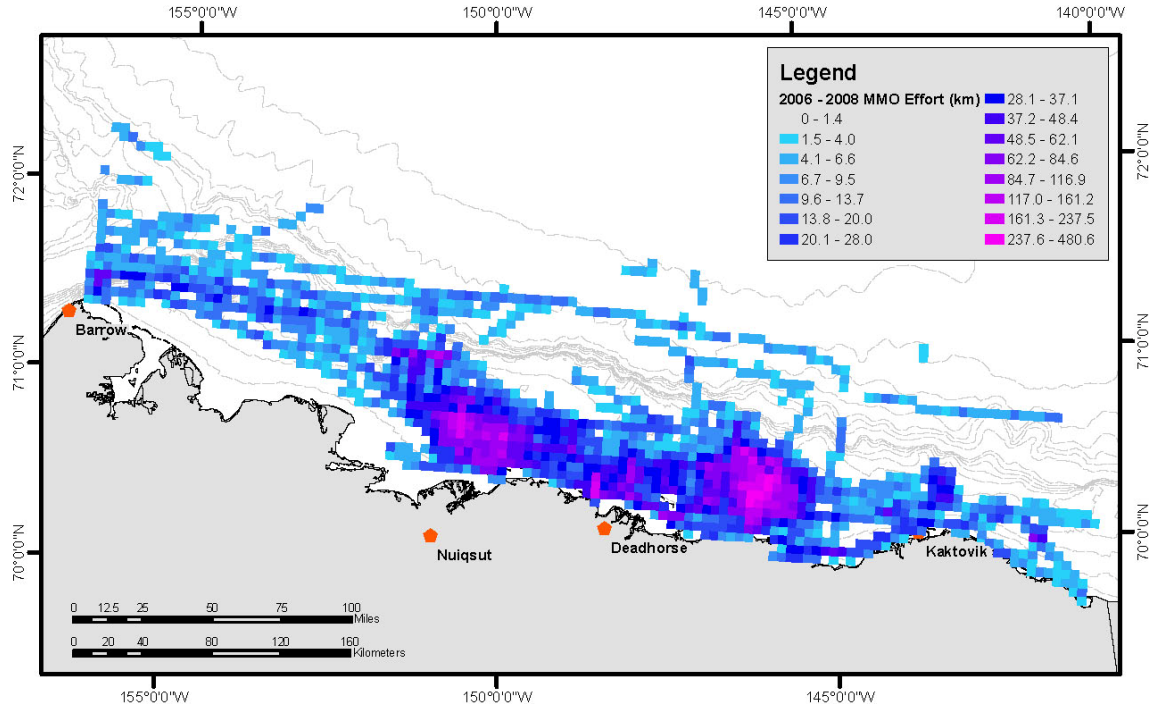 155°0'0"W 150°0'0"W 145°0'0"W 140°0'0"W
Legend
2006 - 2008 MMO Effort (km)
0 - 1.4
1.5 - 4.0
4.1 - 6.6
6.7 - 9.5
9.6 - 13.7
13.8 - 20.0
20.1 - 28.0
28.1 - 37.1
37.2 - 48.4
48.5 - 62.1
62.2 - 84.6
84.7 - 116.9
117.0 - 161.2
161.3 - 237.5
237.6 - 480.6
72°0'0"N
72°0'0"N
71°0'0"N
71°0'0"N
70°0'0"N
70°0'0"N
Barrow
Nuiqsut
Deadhorse
Kaktovik
0 12.5 25 50 75 100
Miles
0 20 40 80 120 160
Kilometers
155°0'0"W 150°0'0"W 145°0'0"W